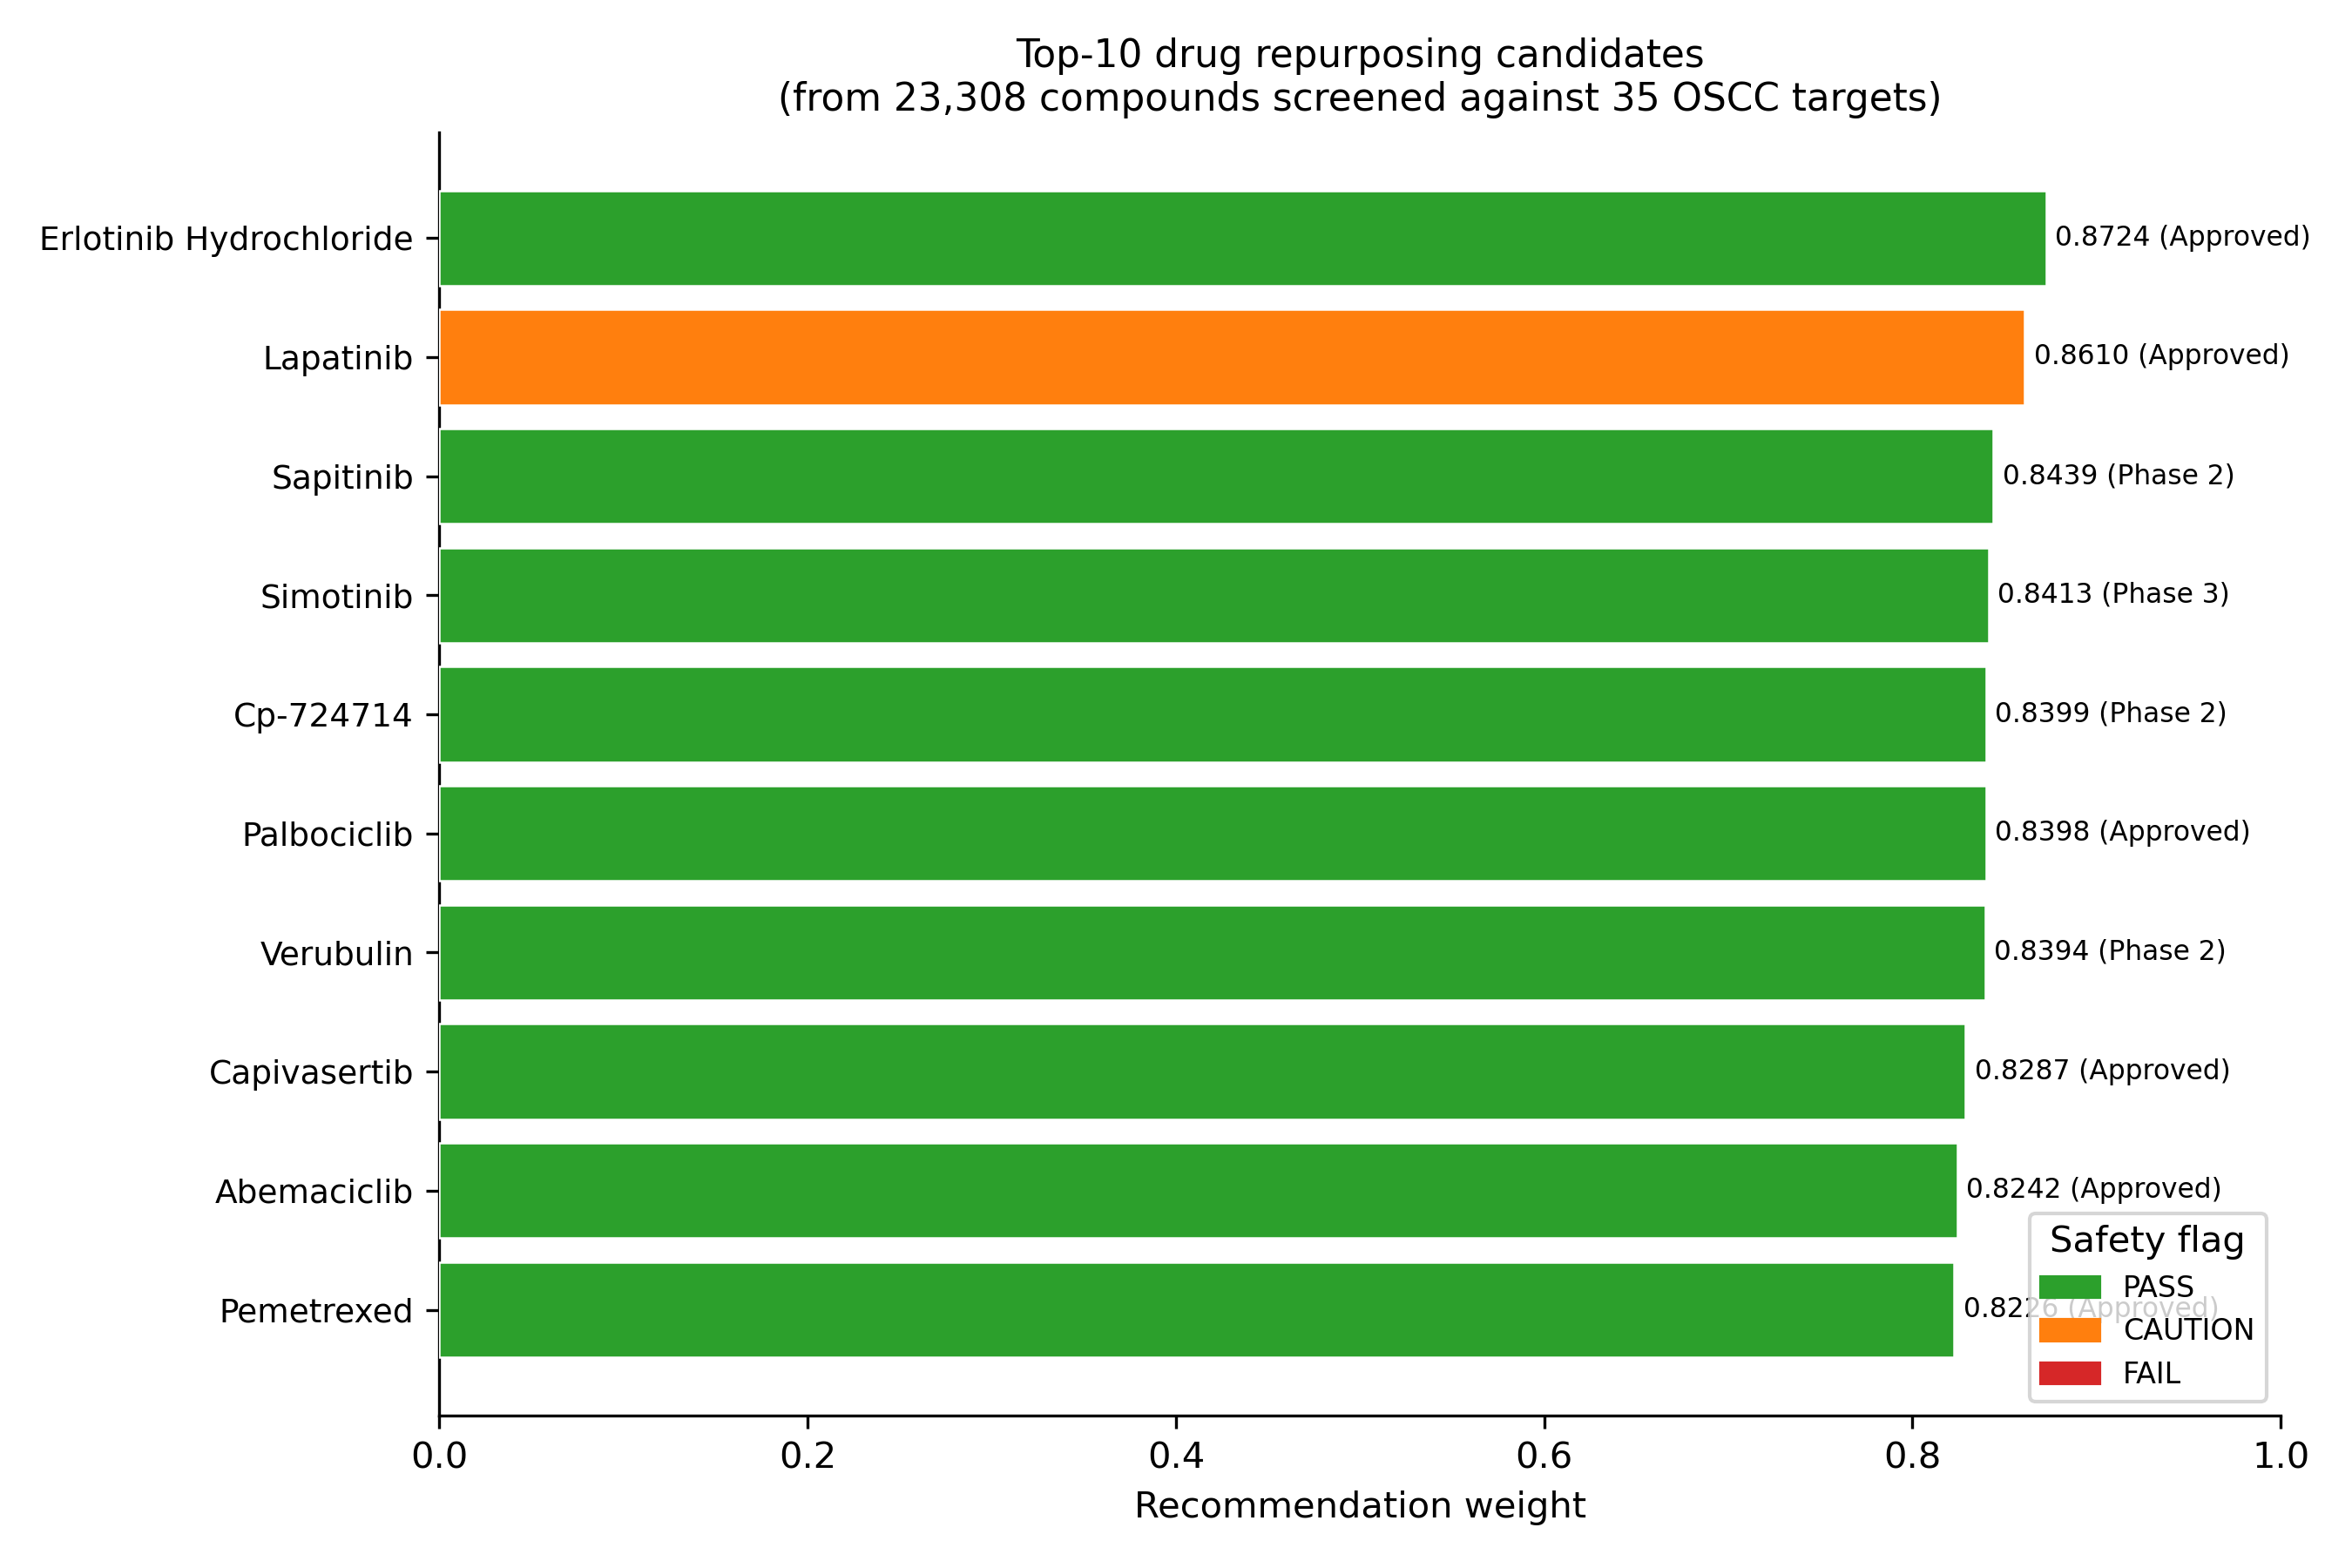 Top-10 drug repurposing candidates
(from 23,308 compounds screened against 35 OSCC targets)
Erlotinib Hydrochloride
0.8724 (Approved)
Lapatinib
0.8610 (Approved)
Sapitinib
0.8439 (Phase 2)
Simotinib
0.8413 (Phase 3)
Cp-724714
0.8399 (Phase 2)
Palbociclib
0.8398 (Approved)
Verubulin
0.8394 (Phase 2)
Capivasertib
0.8287 (Approved)
Abemaciclib
0.8242 (Approved)
Pemetrexed
0.8226 (Approved)
Safety flag
PASS
CAUTION
FAIL
0.0 0.2 0.4 0.6 0.8 1.0
Recommendation weight